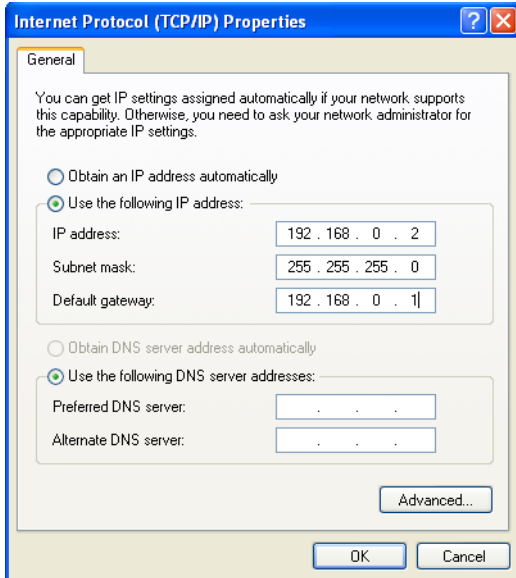 Internet Protocol (TCP/IP) Properties
General
You can get IP settings assigned automatically if your network supports
this capability. Otherwise, you need to ask your network administrator for
the appropriate IP settings.
Obtain an IP address automatically
Use the following IP address:
IP address: 192 . 168 . 0 . 2
Subnet mask: 255 . 255 . 255 . 0
Default gateway: 192 . 168 . 0 . 1
Obtain DNS server address automatically
Use the following DNS server addresses:
Preferred DNS server: . . .
Alternate DNS server: . . .
Advanced...
OK Cancel